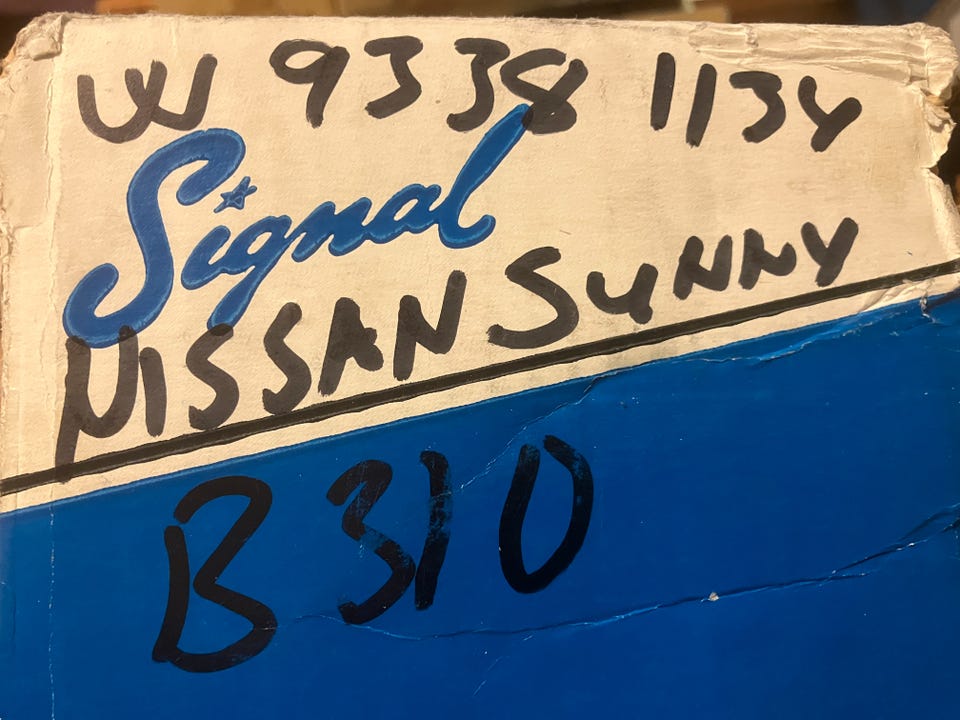 W 9338 1134
Signal
NISSAN SUNNY
B310